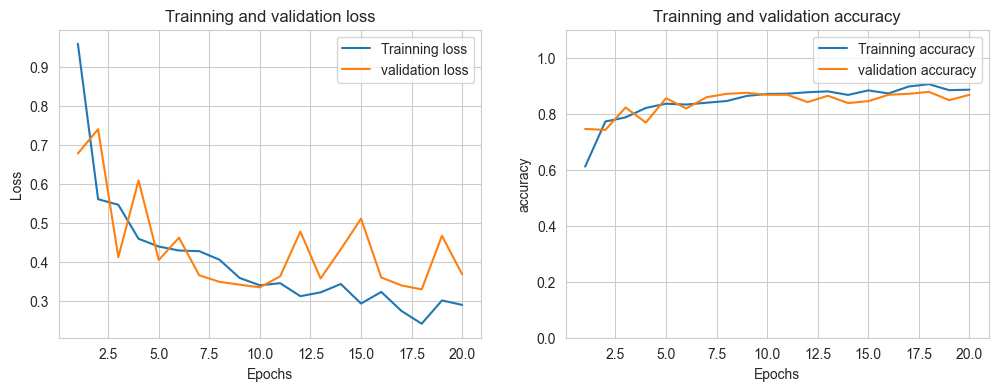 Trainning and validation loss
Trainning loss
validation loss
Loss
0.9
0.8
0.7
0.6
0.5
0.4
0.3
2.5 5.0 7.5 10.0 12.5 15.0 17.5 20.0
Epochs
Trainning and validation accuracy
Trainning accuracy
validation accuracy
accuracy
1.0
0.8
0.6
0.4
0.2
0.0
2.5 5.0 7.5 10.0 12.5 15.0 17.5 20.0
Epochs